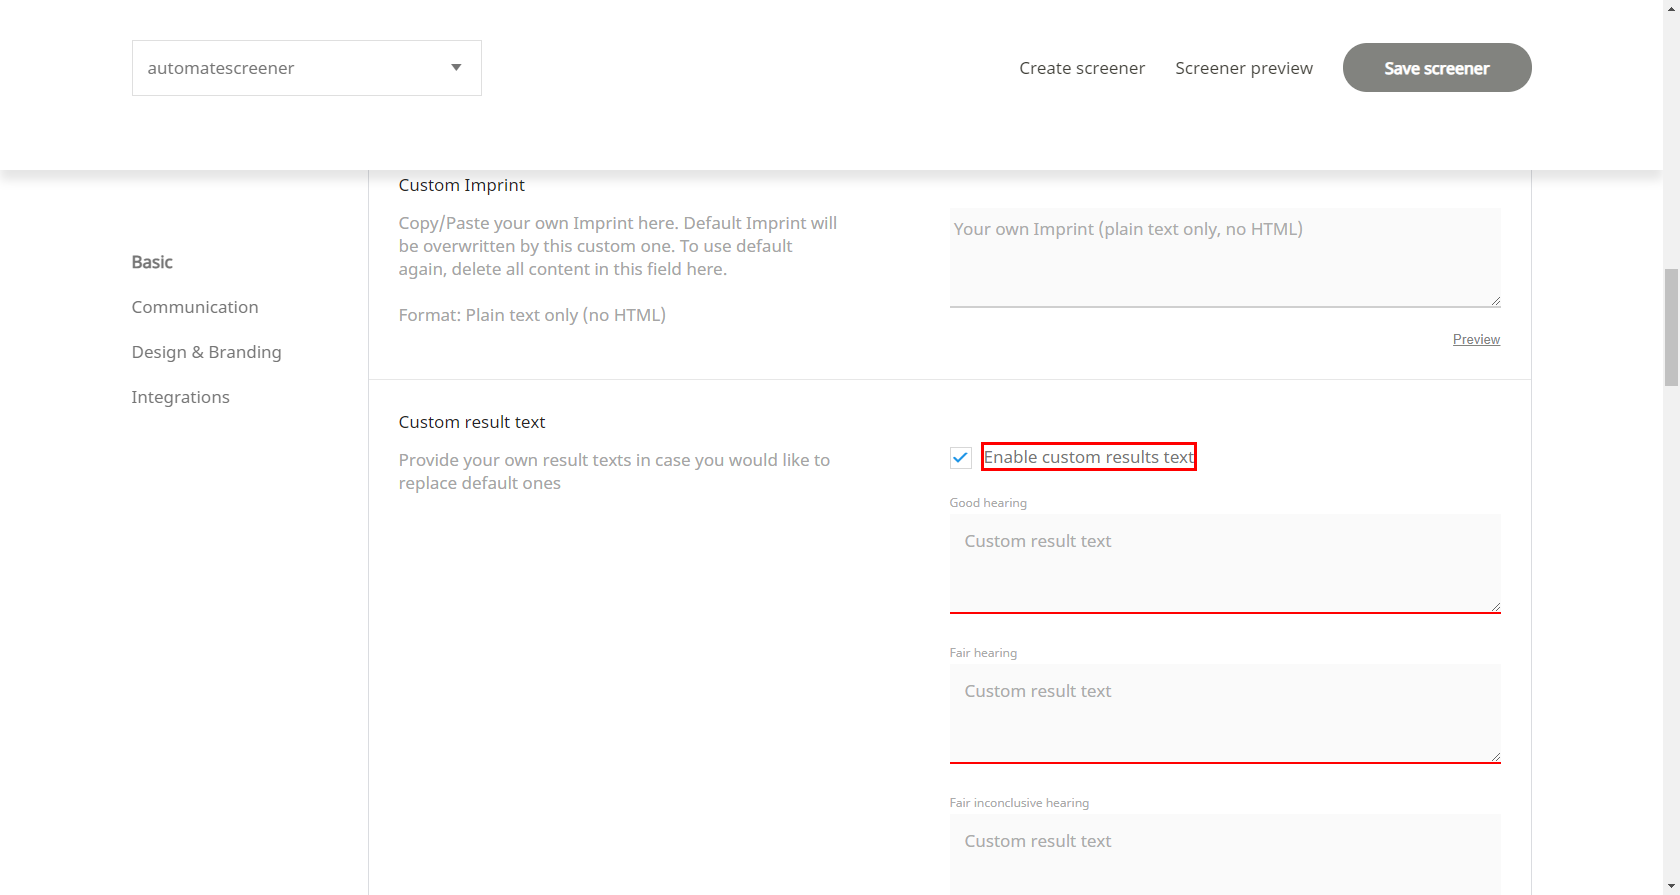 automatescreener
Create screener
Screener preview
Save screener
Basic
Communication
Design & Branding
Integrations
Custom Imprint
Copy/Paste your own Imprint here. Default Imprint will
be overwritten by this custom one. To use default
again, delete all content in this field here.
Format: Plain text only (no HTML)
Your own Imprint (plain text only, no HTML)
Preview
Custom result text
Provide your own result texts in case you would like to
replace default ones
Enable custom results text
Good hearing
Custom result text
Fair hearing
Custom result text
Fair inconclusive hearing
Custom result text